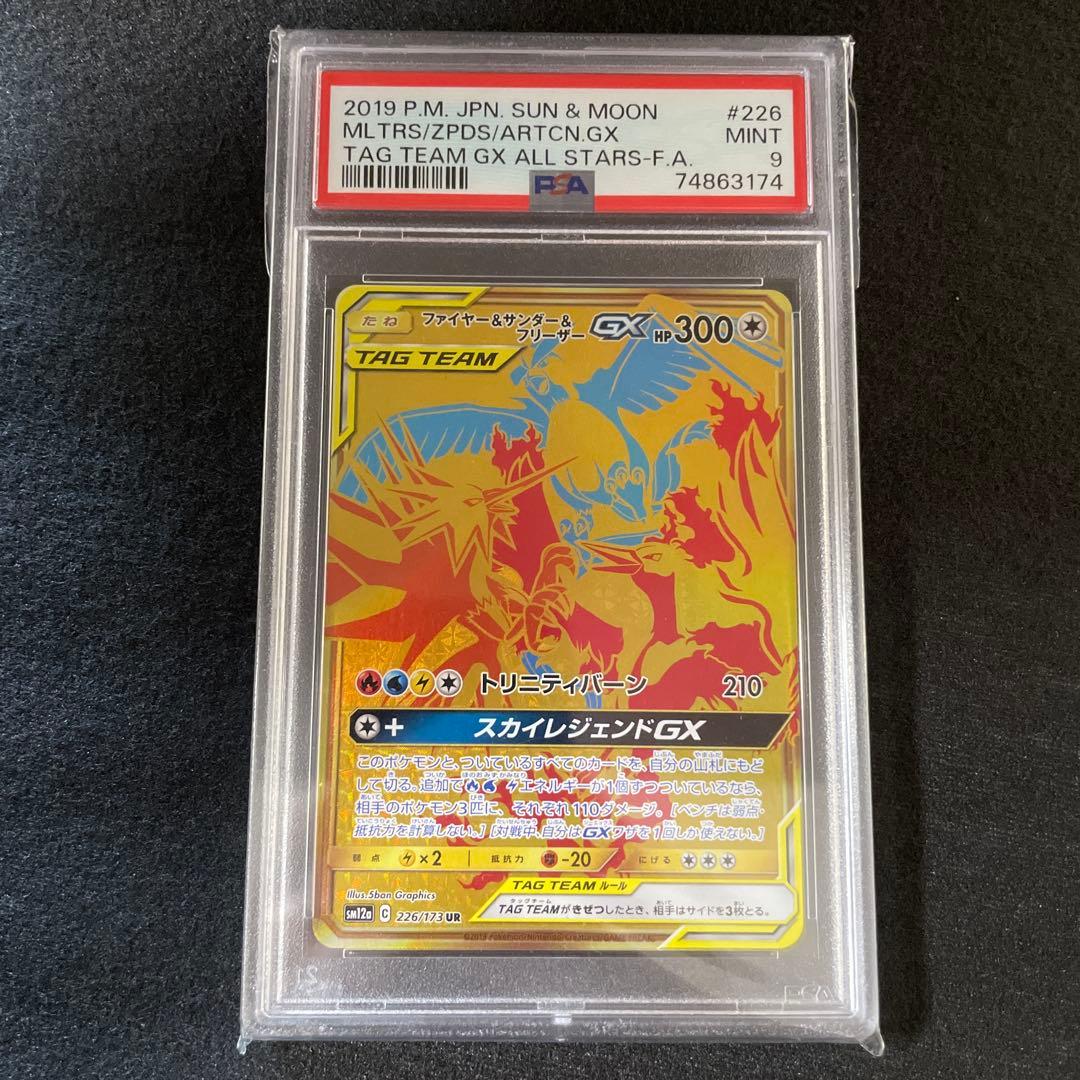 2019 P.M. JPN. SUN & MOON #226
MLTRS/ZPDS/ARTCN.GX MINT
TAG TEAM GX ALL STARS-F.A. 9
PSA 74863174
たね ファイヤー&サンダー&フリーザー GX HP300
TAG TEAM
トリニティバーン 210
+ スカイレジェンドGX
このポケモンと、ついているすべてのカードを、自分の山札にもど
して切る。追加でエネルギーが1個ずつついているなら、
相手のポケモン3匹に、それぞれ110ダメージ。[ベンチは弱点・
抵抗力を計算しない。][対戦中、自分はGXワザを1回しか使えない。]
弱点 ×2 抵抗力 -20 にげる
TAG TEAM ルール
TAG TEAMがきぜつしたとき、相手はサイドを3枚とる。
Illus.5ban Graphics
sm12a C 226/173 UR
©2019 Pokémon/Nintendo/Creatures/GAME FREAK.